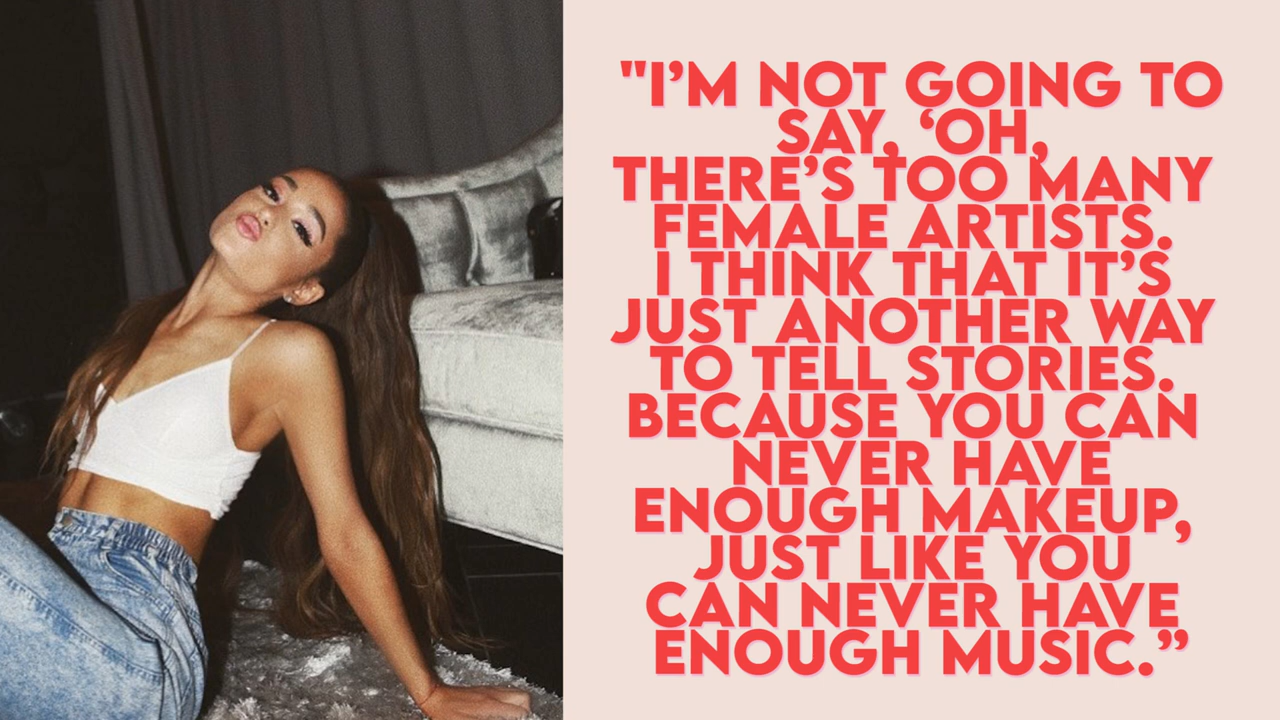 "I’M NOT GOING TO
SAY, ‘OH,
THERE’S TOO MANY
FEMALE ARTISTS.
I THINK THAT IT’S
JUST ANOTHER WAY
TO TELL STORIES.
BECAUSE YOU CAN
NEVER HAVE
ENOUGH MAKEUP,
JUST LIKE YOU
CAN NEVER HAVE
ENOUGH MUSIC.”